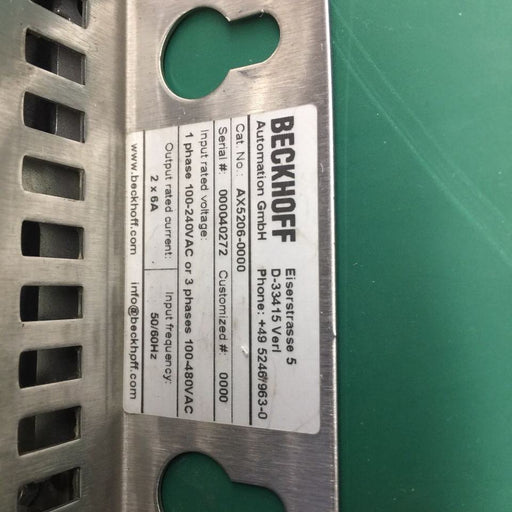 BECKHOFF Eiserstrasse 5
D-33415 Verl
Automation GmbH Phone: +49 5246/963-0
Cat. No.: AX5206-0000
Serial #: 000040272 Customized #: 0000
Input rated voltage:
1 phase 100-240VAC or 3 phases 100-480VAC
Output rated current: Input frequency:
2 x 6A 50/60Hz
www.beckhoff.com info@beckhoff.com